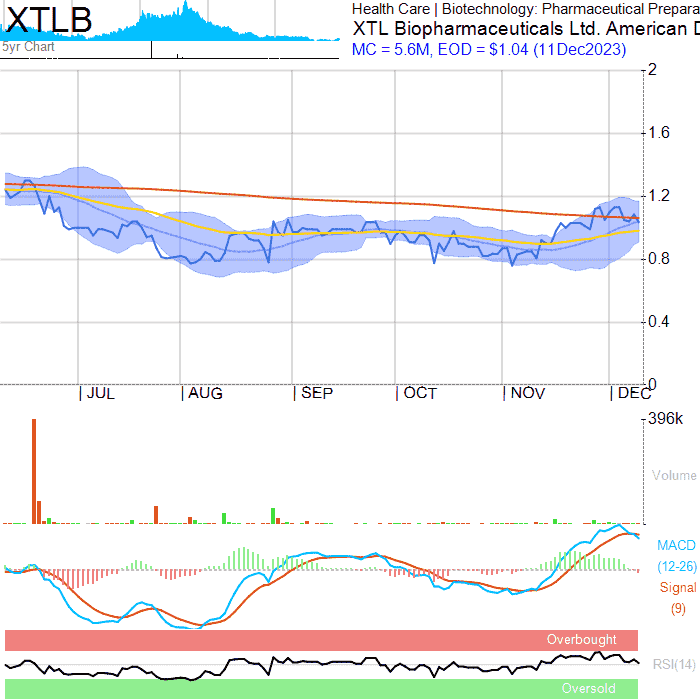 XTLB
5yr Chart
Health Care | Biotechnology: Pharmaceutical Prepara
XTL Biopharmaceuticals Ltd. American
MC = 5.6M, EOD = $1.04 (11Dec2023)
2
1.6
1.2
0.8
0.4
0
JUL AUG SEP OCT NOV DEC
396k
Volume
MACD
(12-26)
Signal
(9)
Overbought
RSI(14)
Oversold